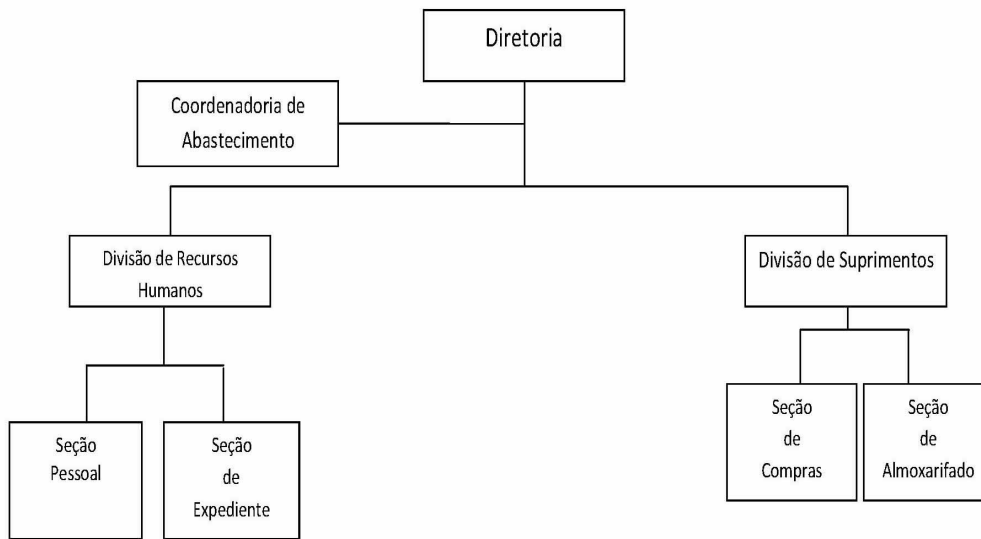 Diretoria
Coordenadoria de
Abastecimento
Divisão de Recursos
Humanos
Divisão de Suprimentos
Seção
Pessoal
Seção
de
Expediente
Seção
de
Compras
Seção
de
Almoxarifado